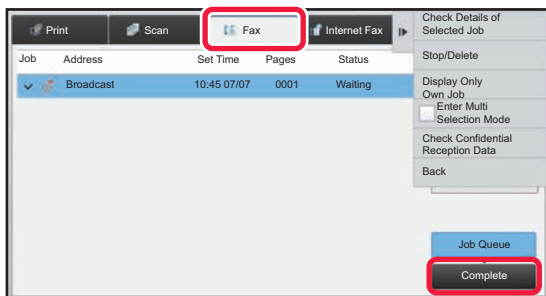 Print
Scan
Fax
Internet Fax
Job Address Set Time Pages Status
Broadcast 10:45 07/07 0001 Waiting
Check Details of
Selected Job
Stop/Delete
Display Only
Own Job
Enter Multi
Selection Mode
Check Confidential
Reception Data
Back
Job Queue
Complete